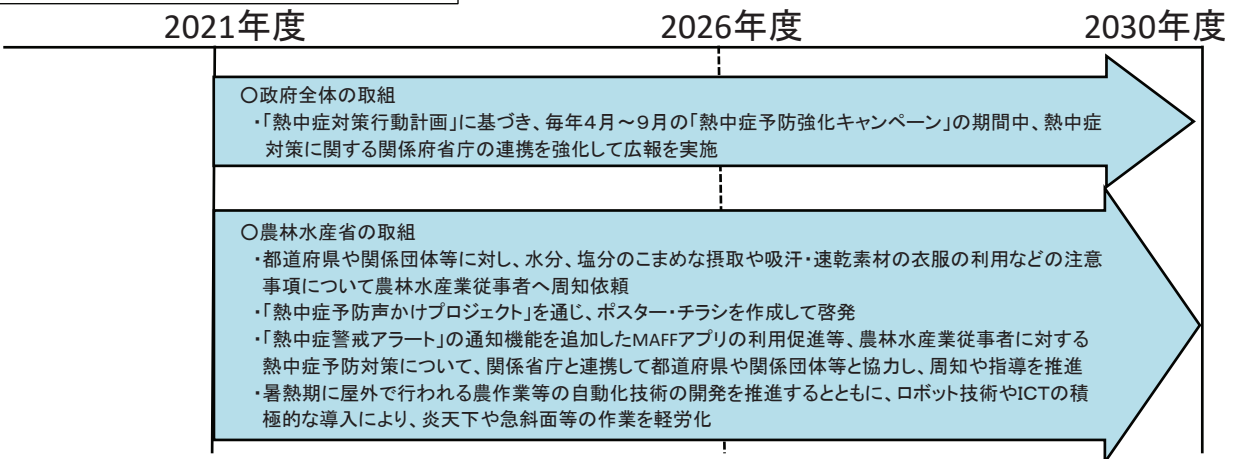 2021年度 2026年度 2030年度
〇政府全体の取組
・「熱中症対策行動計画」に基づき、毎年4月～9月の「熱中症予防強化キャンペーン」の期間中、熱中症
対策に関する関係府省庁の連携を強化して広報を実施
〇農林水産省の取組
・都道府県や関係団体等に対し、水分、塩分のこまめな摂取や吸汗・速乾素材の衣服の利用などの注意
事項について農林水産業従事者へ周知依頼
・「熱中症予防声かけプロジェクト」を通じ、ポスター・チラシを作成して啓発
・「熱中症警戒アラート」の通知機能を追加したMAFFアプリの利用促進等、農林水産業従事者に対する
熱中症予防対策について、関係省庁と連携して都道府県や関係団体等と協力し、周知や指導を推進
・暑熱期に屋外で行われる農作業等の自動化技術の開発を推進するとともに、ロボット技術やICTの積
極的な導入により、炎天下や急斜面等の作業を軽労化